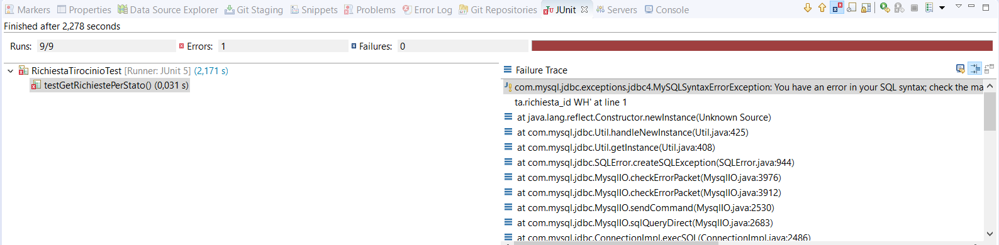 Markers Properties Data Source Explorer Git Staging Snippets Problems Error Log Git Repositories JUnit Servers Console
Finished after 2,278 seconds
Runs: 9/9 Errors: 1 Failures: 0
RichiestaTirocinioTest [Runner: JUnit 5] (2,171 s)
testGetRichiestePerStato() (0,031 s)
Failure Trace
com.mysql.jdbc.exceptions.jdbc4.MySQLSyntaxErrorException: You have an error in your SQL syntax; check the ma
ta.richiesta_id WH' at line 1
at java.lang.reflect.Constructor.newInstance(Unknown Source)
at com.mysql.jdbc.Util.handleNewInstance(Util.java:425)
at com.mysql.jdbc.Util.getInstance(Util.java:408)
at com.mysql.jdbc.SQLError.createSQLException(SQLError.java:944)
at com.mysql.jdbc.MysqlIO.checkErrorPacket(MysqlIO.java:3976)
at com.mysql.jdbc.MysqlIO.checkErrorPacket(MysqlIO.java:3912)
at com.mysql.jdbc.MysqlIO.sendCommand(MysqlIO.java:2530)
at com.mysql.jdbc.MysqlIO.sqlQueryDirect(MysqlIO.java:2683)
at com.mysql.jdbc.ConnectionImpl.execSQL(ConnectionImpl.java:2486)